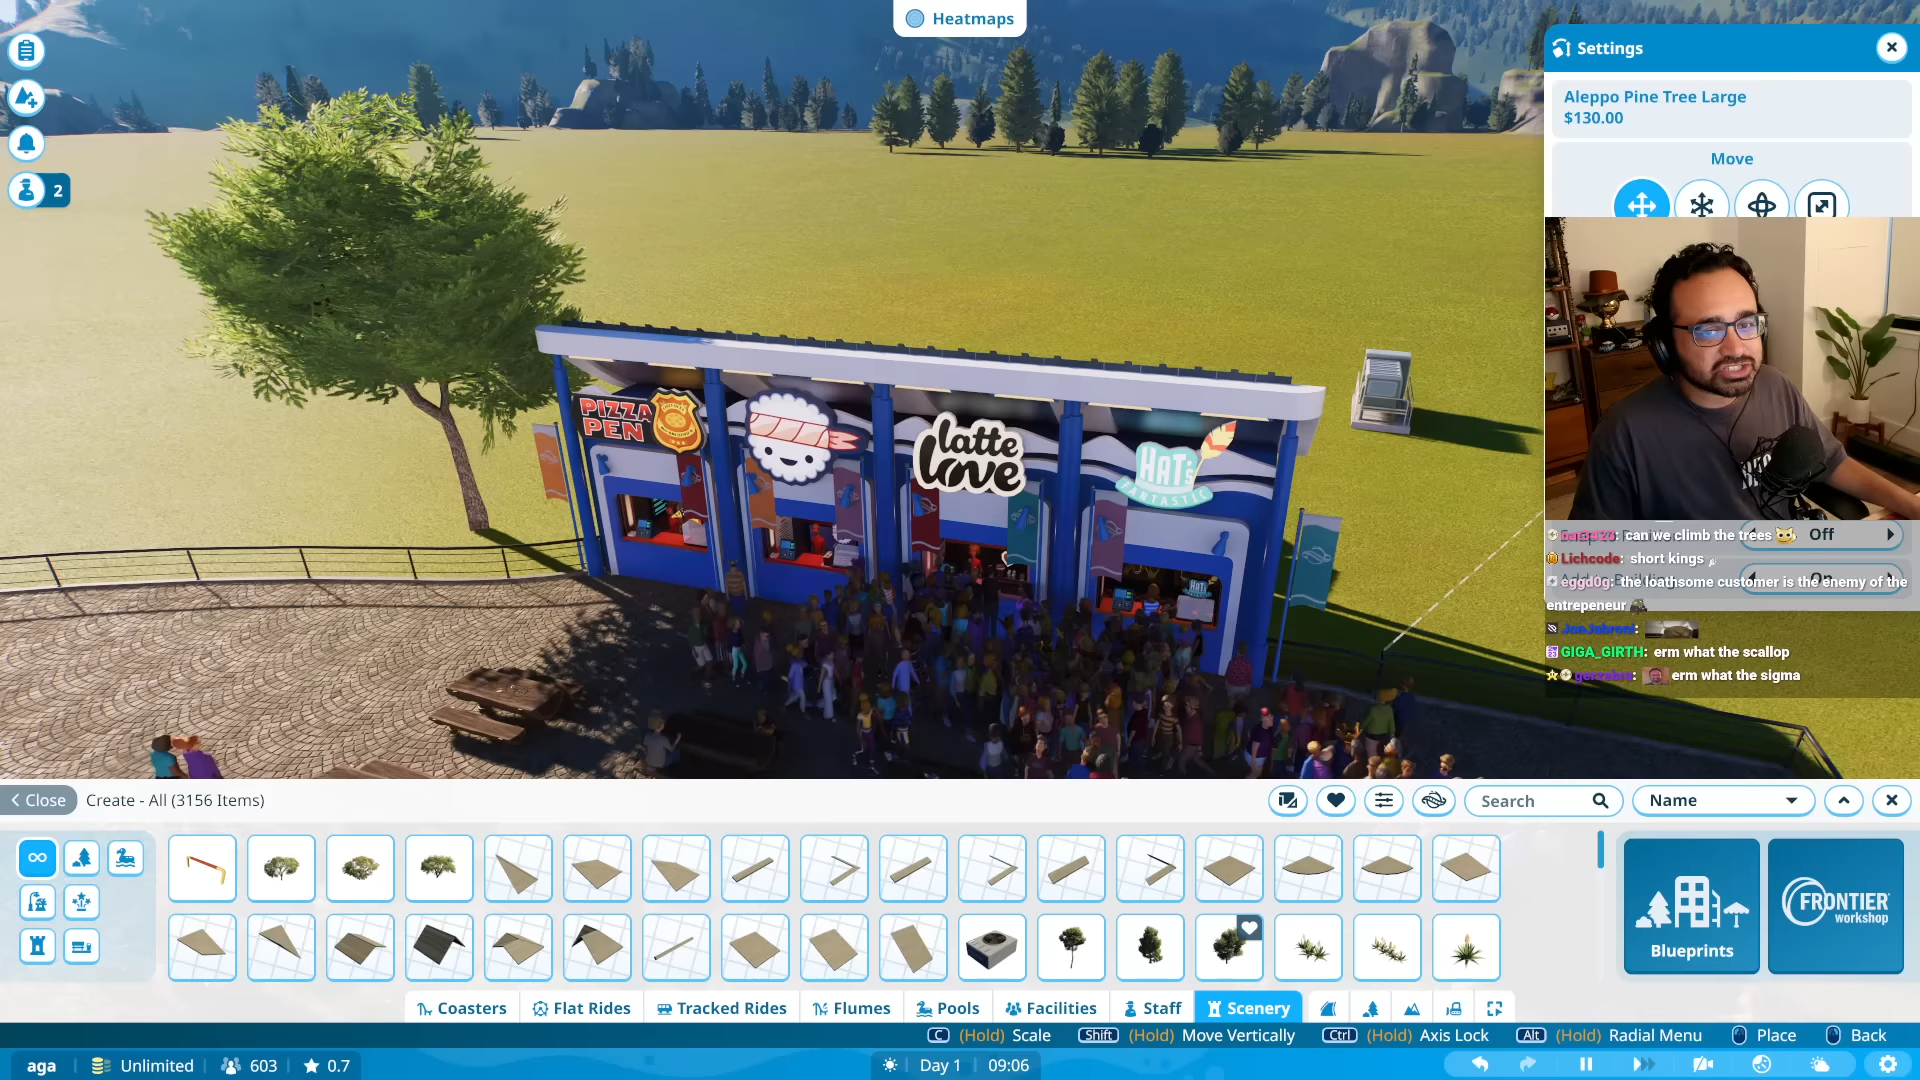 Heatmaps
2
Settings
Aleppo Pine Tree Large
$130.00
Move
PIZZA
PEN
latte
love
HATs
FANTASTIC
HAT
Off
can we climb the trees
Lichcode: short kings
eggd0g: the loathsome customer is the enemy of the
entrepeneur
GIGA_GIRTH: erm what the scallop
erm what the sigma
Close
Create - All (3156 Items)
Search
Name
Blueprints
FRONTIER
workshop
Coasters
Flat Rides
Tracked Rides
Flumes
Pools
Facilities
Staff
Scenery
C (Hold) Scale
Shift (Hold) Move Vertically
Ctrl (Hold) Axis Lock
Alt (Hold) Radial Menu
Place
Back
aga
Unlimited
603
0.7
Day 1
09:06